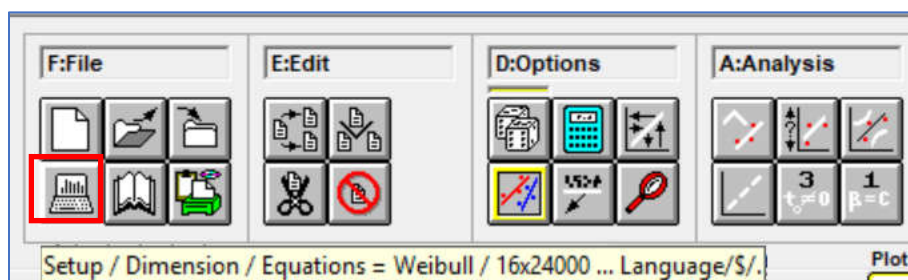 F:File
E:Edit
D:Options
A:Analysis
3
t₀≠0
1
β=C
Setup / Dimension / Equations = Weibull / 16x24000 ... Language/$/.
Plot